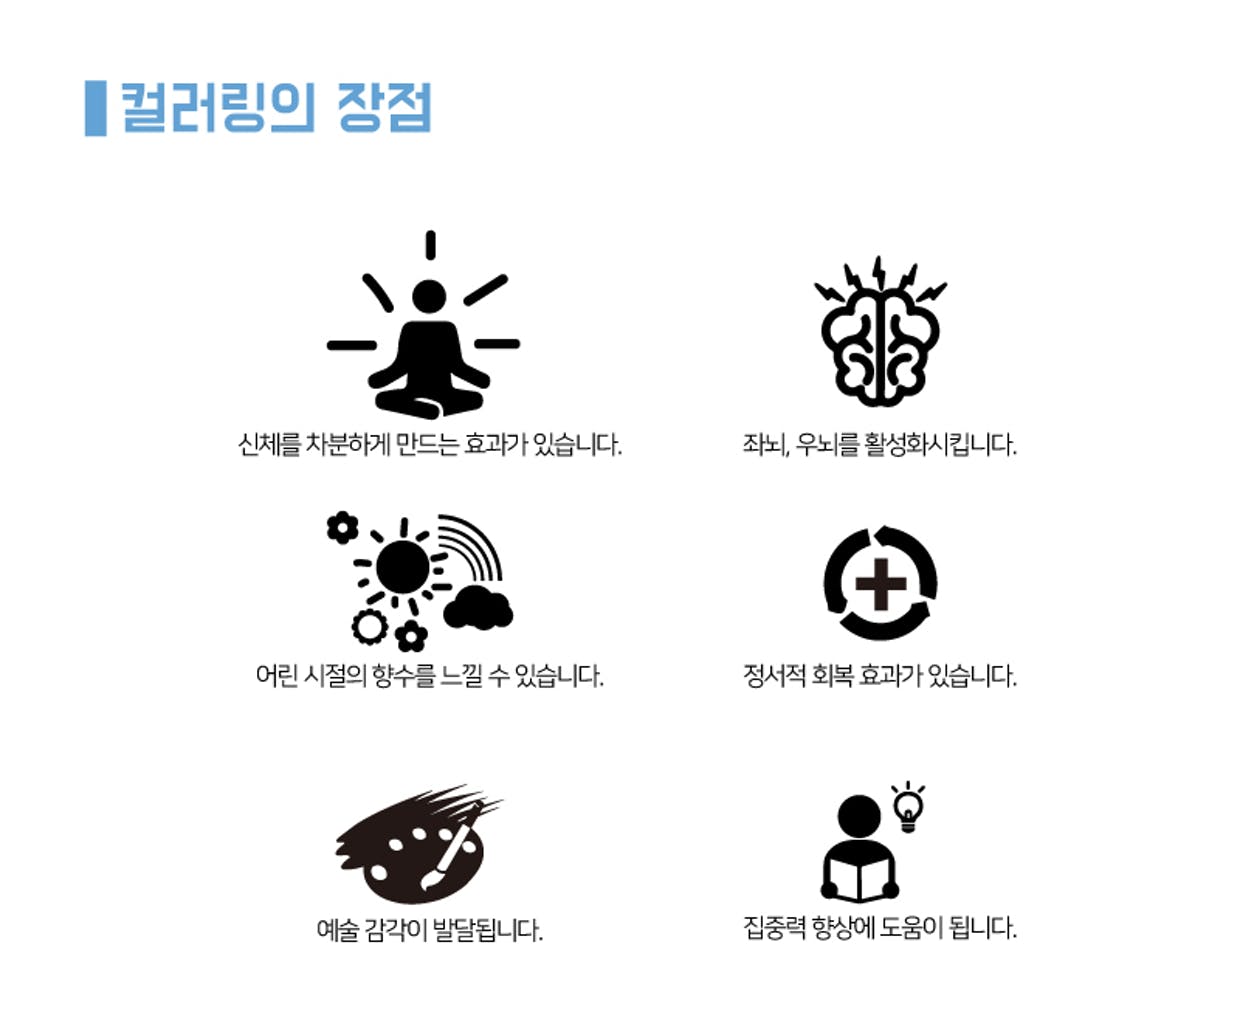 컬러링의 장점
신체를 차분하게 만드는 효과가 있습니다.
좌뇌, 우뇌를 활성화시킵니다.
어린 시절의 향수를 느낄 수 있습니다.
정서적 회복 효과가 있습니다.
예술 감각이 발달됩니다.
집중력 향상에 도움이 됩니다.